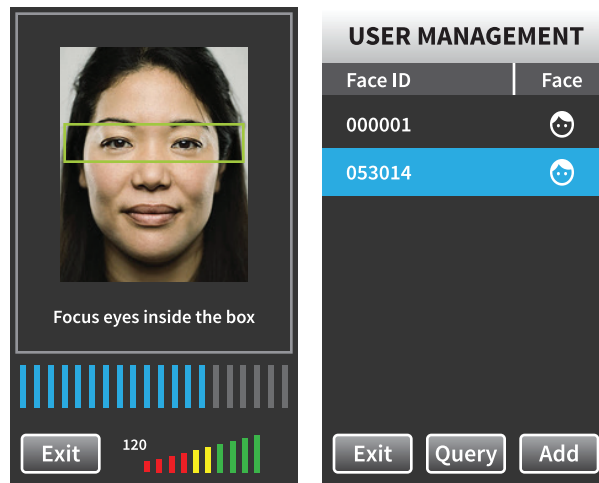 Focus eyes inside the box
Exit
120
USER MANAGEMENT
Face ID Face
000001
053014
Exit Query Add